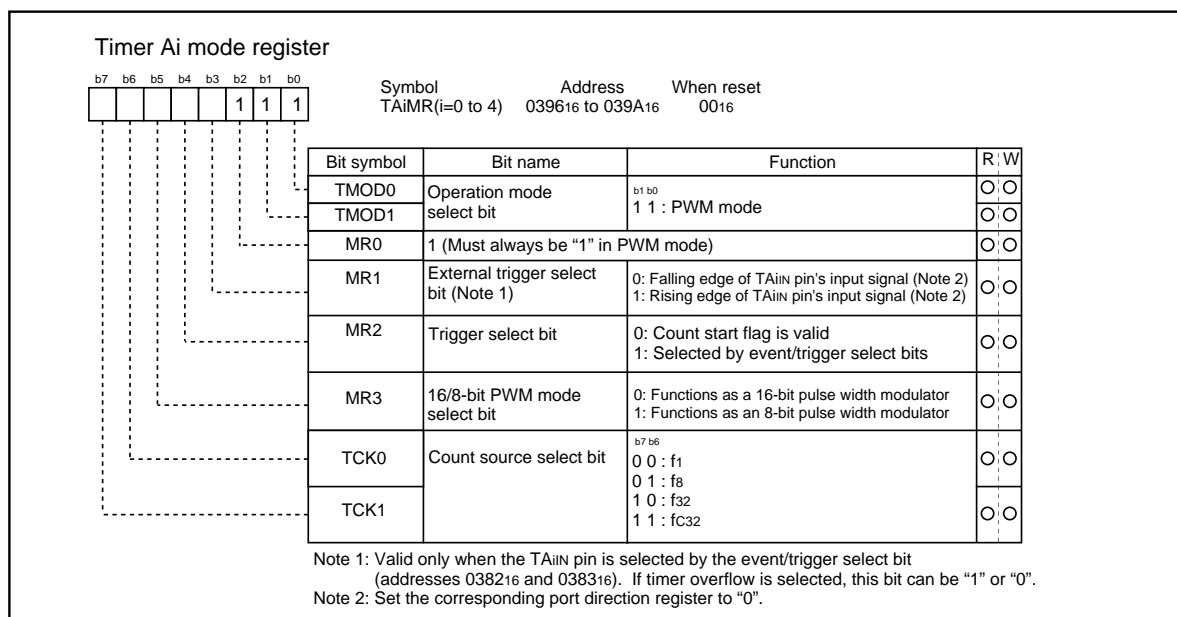 Timer Ai mode register
b7 b6 b5 b4 b3 b2 b1 b0
1 1 1
Symbol Address When reset
TAiMR(i=0 to 4) 039616 to 039A16 0016
Bit symbol Bit name Function R W
TMOD0 Operation mode select bit b1 b0
TMOD1 1 1 : PWM mode
MR0 1 (Must always be “1” in PWM mode)
MR1 External trigger select bit (Note 1) 0: Falling edge of TAiIN pin's input signal (Note 2)
1: Rising edge of TAiIN pin's input signal (Note 2)
MR2 Trigger select bit 0: Count start flag is valid
1: Selected by event/trigger select bits
MR3 16/8-bit PWM mode select bit 0: Functions as a 16-bit pulse width modulator
1: Functions as an 8-bit pulse width modulator
TCK0 Count source select bit b7 b6
0 0 : f1
0 1 : f8
TCK1 1 0 : f32
1 1 : fC32
Note 1: Valid only when the TAiIN pin is selected by the event/trigger select bit
(addresses 038216 and 038316). If timer overflow is selected, this bit can be “1” or “0”.
Note 2: Set the corresponding port direction register to “0”.